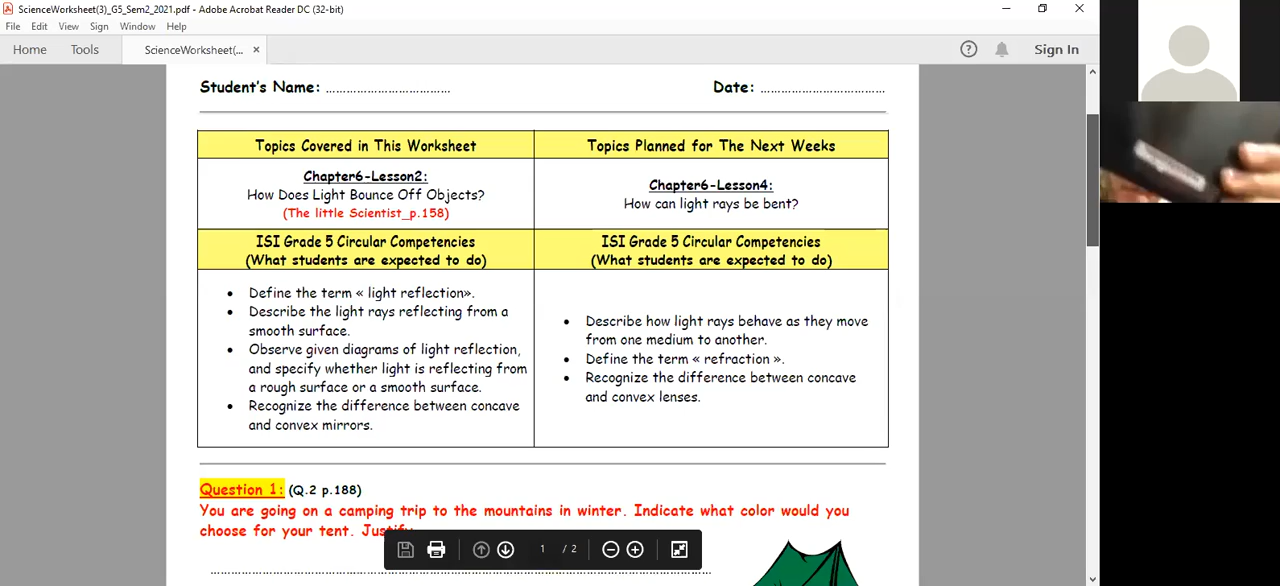 ScienceWorksheet(3)_G5_Sem2_2021.pdf - Adobe Acrobat Reader DC (32-bit)
File Edit View Sign Window Help
Home Tools ScienceWorksheet(... × Sign In
Student's Name: ....................................
Date: ....................................
Topics Covered in This Worksheet
Topics Planned for The Next Weeks
Chapter6-Lesson2:
How Does Light Bounce Off Objects?
(The little Scientist_p.158)
Chapter6-Lesson4:
How can light rays be bent?
ISI Grade 5 Circular Competencies
(What students are expected to do)
ISI Grade 5 Circular Competencies
(What students are expected to do)
• Define the term « light reflection».
• Describe the light rays reflecting from a
smooth surface.
• Observe given diagrams of light reflection,
and specify whether light is reflecting from
a rough surface or a smooth surface.
• Recognize the difference between concave
and convex mirrors.
• Describe how light rays behave as they move
from one medium to another.
• Define the term « refraction ».
• Recognize the difference between concave
and convex lenses.
Question 1: (Q.2 p.188)
You are going on a camping trip to the mountains in winter. Indicate what color would you
choose for your tent. Justify
1 / 2